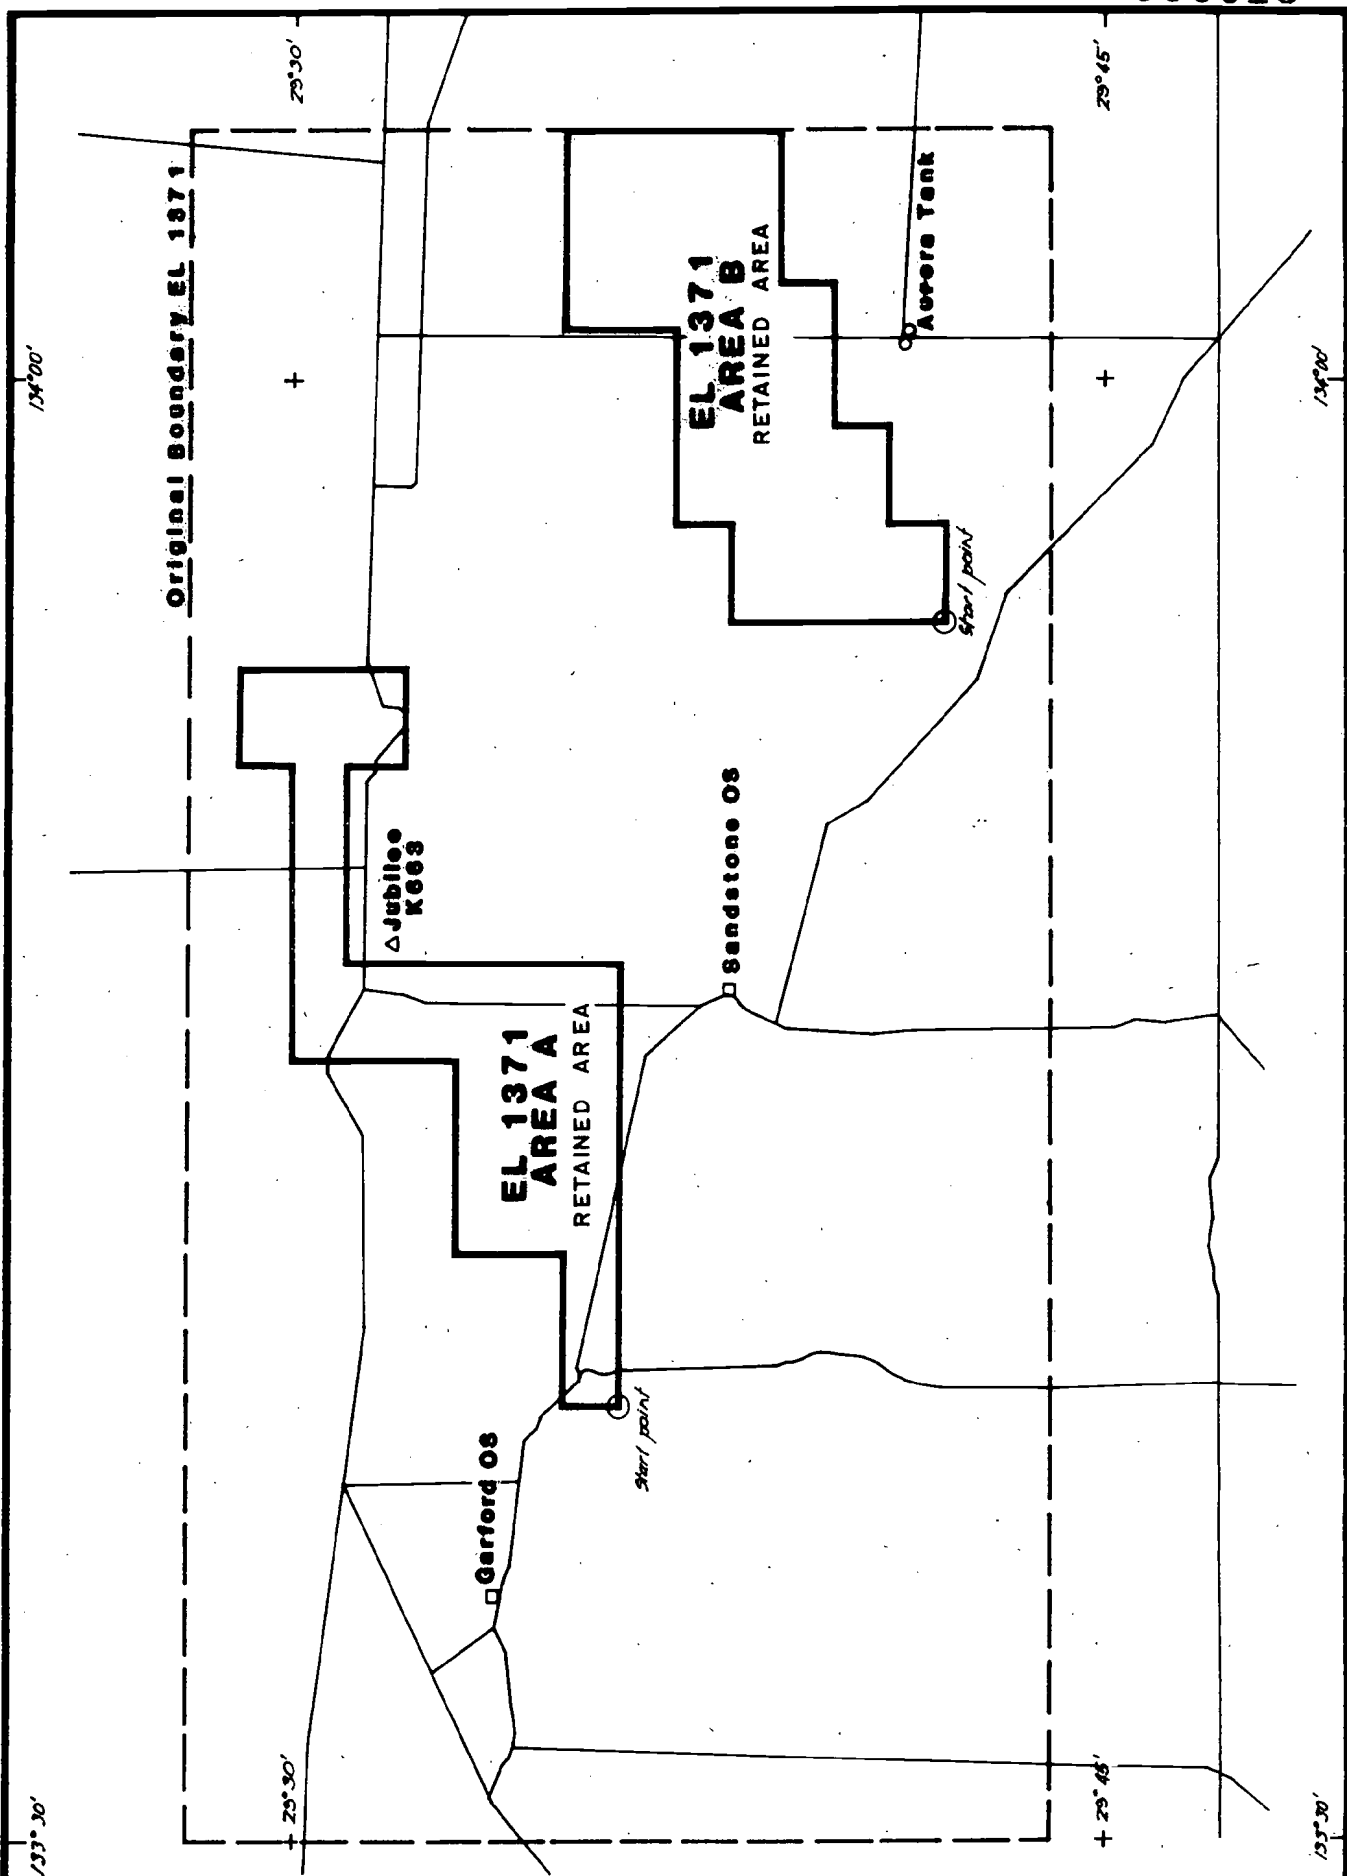 29°30'
29°45'
134°00'
134°00'
Original Boundary EL 1371
EL 1371
AREA B
RETAINED AREA
Aurora Tank
Start point
Jubilee
K663
Sandstone OS
EL 1371
AREA A
RETAINED AREA
Start point
Garford OS
29°30'
29°45'
133°30'
133°30'